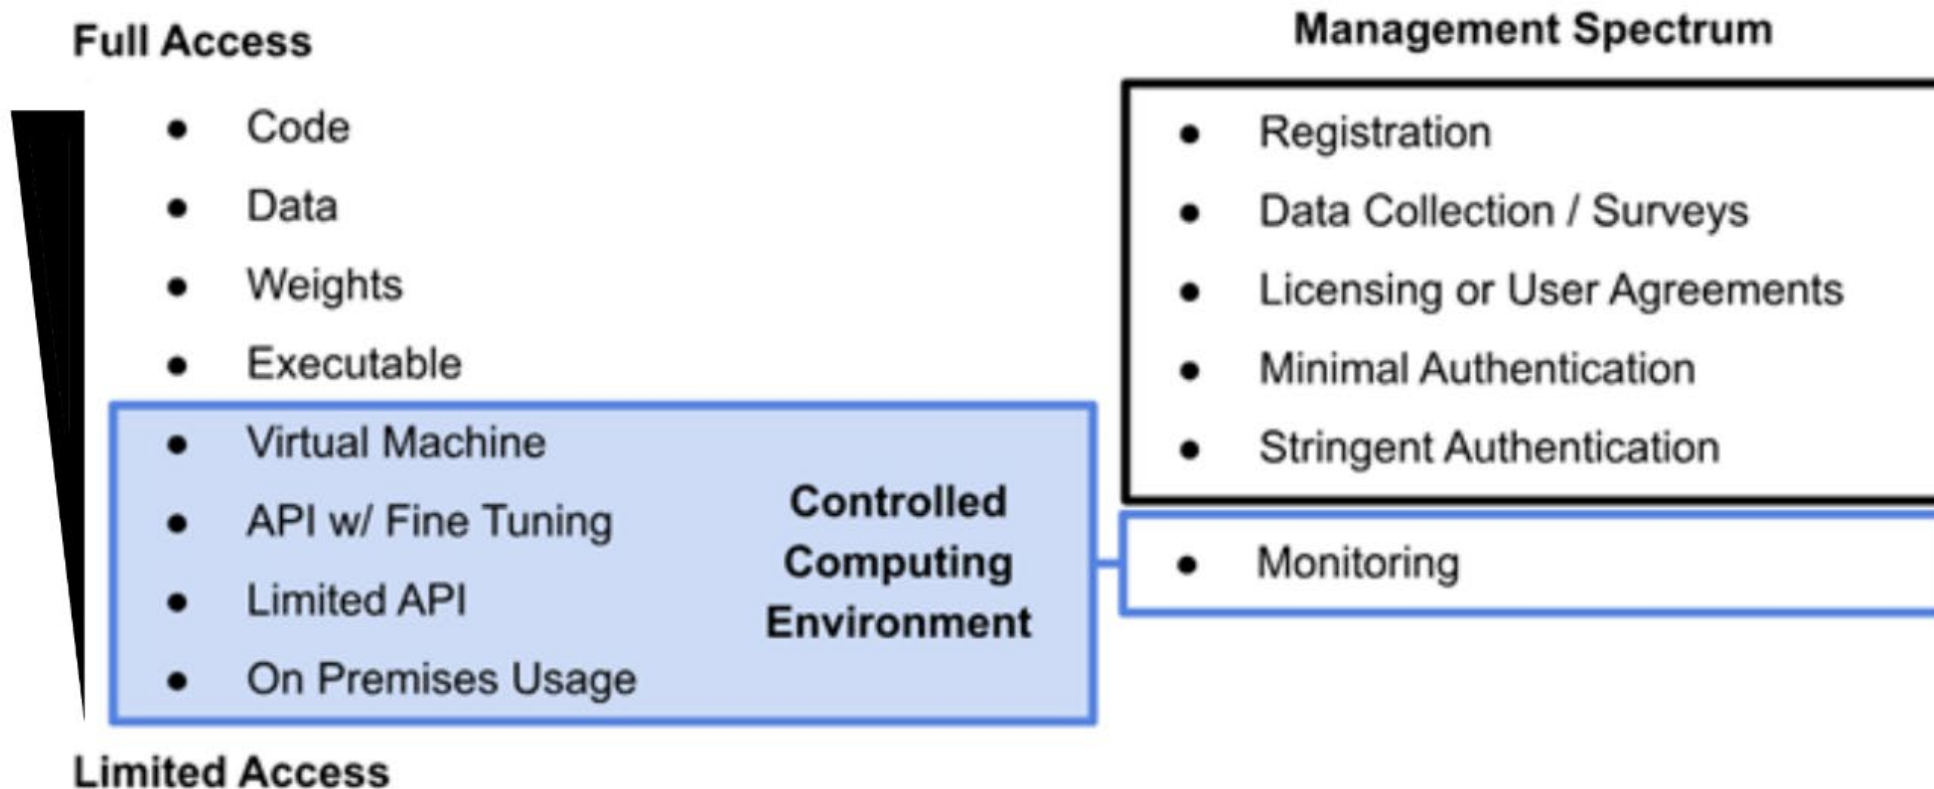 Full Access
● Code
● Data
● Weights
● Executable
● Virtual Machine
● API w/ Fine Tuning
● Limited API
● On Premises Usage
Controlled
Computing
Environment
Limited Access
Management Spectrum
● Registration
● Data Collection / Surveys
● Licensing or User Agreements
● Minimal Authentication
● Stringent Authentication
● Monitoring